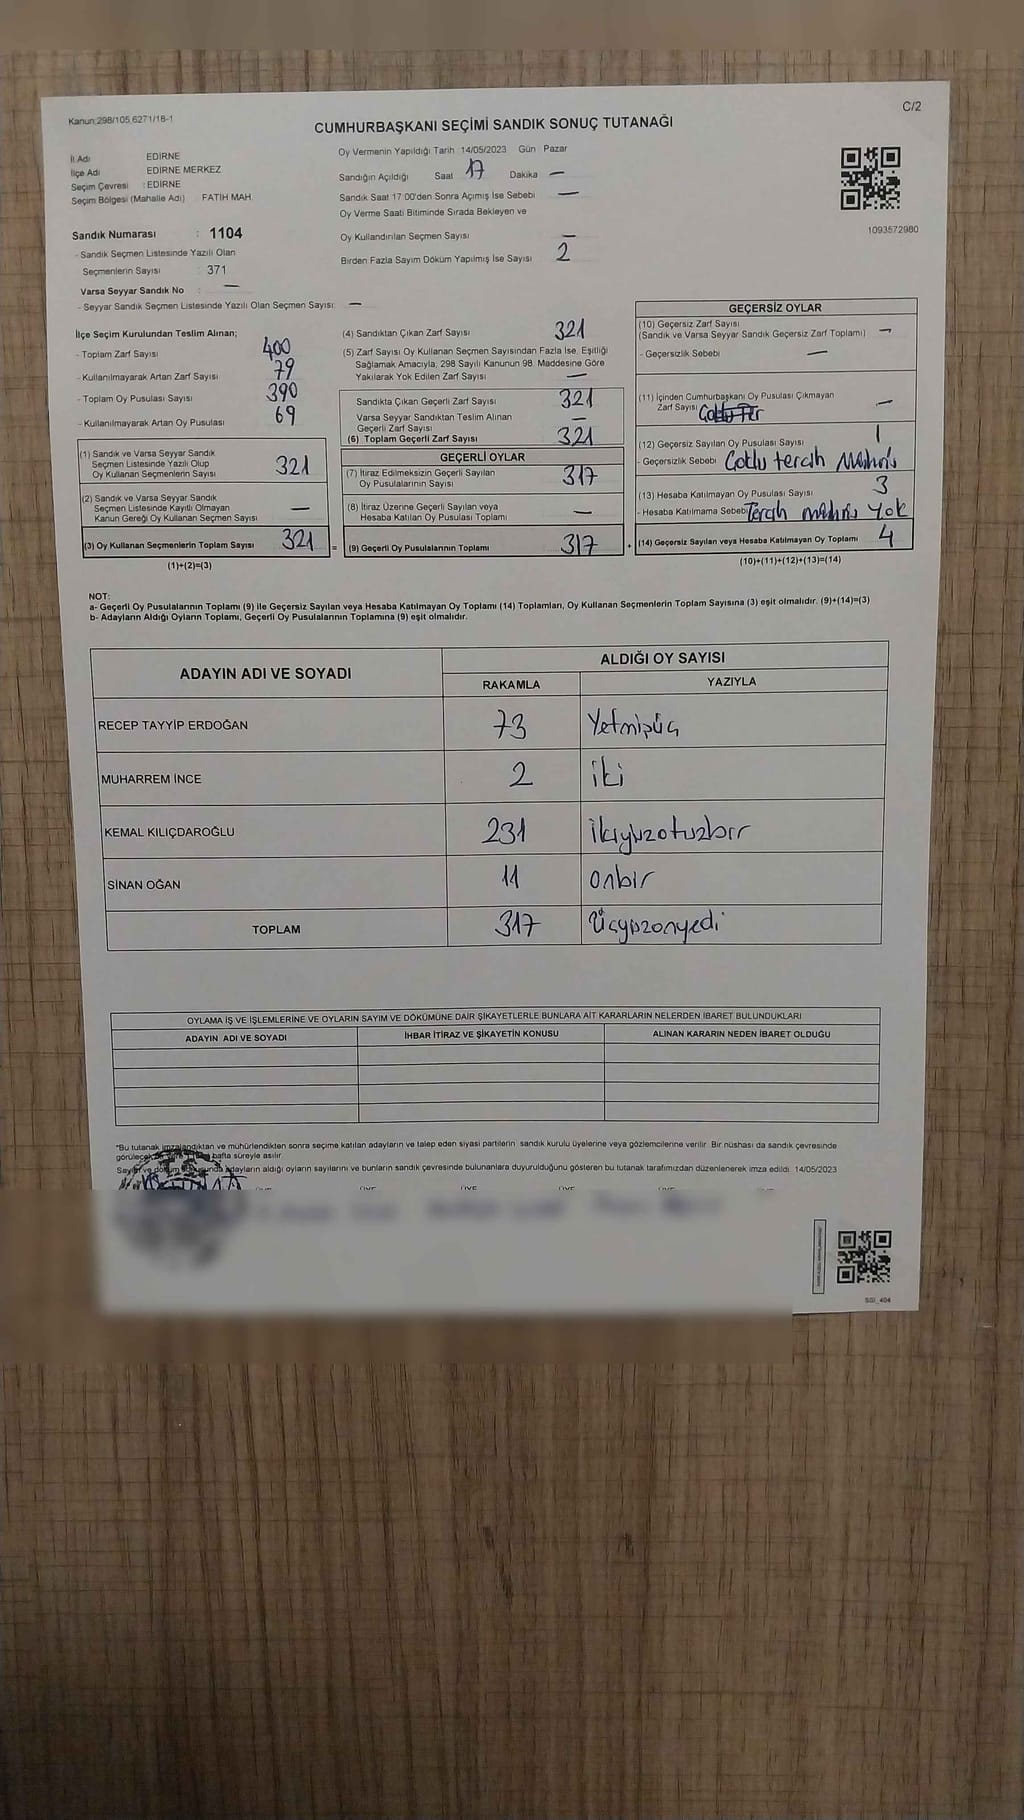 Kanun:298/105,6271/18-1
C/2
CUMHURBAŞKANI SEÇİMİ SANDIK SONUÇ TUTANAĞI
İl Adı EDİRNE
İlçe Adı EDİRNE MERKEZ
Seçim Çevresi : EDİRNE
Seçim Bölgesi (Mahalle Adı) FATİH MAH.
Sandık Numarası : 1104
- Sandık Seçmen Listesinde Yazılı Olan
Seçmenlerin Sayısı : 371
Varsa Seyyar Sandık No : —
- Seyyar Sandık Seçmen Listesinde Yazılı Olan Seçmen Sayısı: —
Oy Vermenin Yapıldığı Tarih : 14/05/2023 Gün Pazar
Sandığın Açıldığı Saat 17 Dakika —
Sandık Saat 17:00'den Sonra Açımış İse Sebebi —
Oy Verme Saati Bitiminde Sırada Bekleyen ve
Oy Kullandırılan Seçmen Sayısı —
Birden Fazla Sayım Döküm Yapılmış İse Sayısı 2
1093572980
İlçe Seçim Kurulundan Teslim Alınan;
- Toplam Zarf Sayısı 400
- Kullanılmayarak Artan Zarf Sayısı 79
- Toplam Oy Pusulası Sayısı 390
- Kullanılmayarak Artan Oy Pusulası 69
(1) Sandık ve Varsa Seyyar Sandık
Seçmen Listesinde Yazılı Olup
Oy Kullanan Seçmenlerin Sayısı 321
(2) Sandık ve Varsa Seyyar Sandık
Seçmen Listesinde Kayıtlı Olmayan
Kanun Gereği Oy Kullanan Seçmen Sayısı —
(3) Oy Kullanan Seçmenlerin Toplam Sayısı 321
(1)+(2)=(3)
(4) Sandıktan Çıkan Zarf Sayısı 321
(5) Zarf Sayısı Oy Kullanan Seçmen Sayısından Fazla İse, Eşitliği
Sağlamak Amacıyla, 298 Sayılı Kanunun 98. Maddesine Göre
Yakılarak Yok Edilen Zarf Sayısı —
Sandıkta Çıkan Geçerli Zarf Sayısı 321
Varsa Seyyar Sandıktan Teslim Alınan
Geçerli Zarf Sayısı —
(6) Toplam Geçerli Zarf Sayısı 321
GEÇERLİ OYLAR
(7) İtiraz Edilmeksizin Geçerli Sayılan
Oy Pusulalarının Sayısı 317
(8) İtiraz Üzerine Geçerli Sayılan veya
Hesaba Katılan Oy Pusulası Toplamı —
= (9) Geçerli Oy Pusulalarının Toplamı 317
GEÇERSİZ OYLAR
(10) Geçersiz Zarf Sayısı
(Sandık ve Varsa Seyyar Sandık Geçersiz Zarf Toplamı) —
- Geçersizlik Sebebi —
(11) İçinden Cumhurbaşkanı Oy Pusulası Çıkmayan
Zarf Sayısı —
(12) Geçersiz Sayılan Oy Pusulası Sayısı 1
- Geçersizlik Sebebi Çoklu tercih Mührü
(13) Hesaba Katılmayan Oy Pusulası Sayısı 3
- Hesaba Katılmama Sebebi Tercih mührü yok
+ (14) Geçersiz Sayılan veya Hesaba Katılmayan Oy Toplamı 4
(10)+(11)+(12)+(13)=(14)
NOT:
a- Geçerli Oy Pusulalarının Toplamı (9) ile Geçersiz Sayılan veya Hesaba Katılmayan Oy Toplamı (14) Toplamları, Oy Kullanan Seçmenlerin Toplam Sayısına (3) eşit olmalıdır. (9)+(14)=(3)
b- Adayların Aldığı Oyların Toplamı, Geçerli Oy Pusulalarının Toplamına (9) eşit olmalıdır.
ADAYIN ADI VE SOYADI ALDIĞI OY SAYISI
RAKAMLA YAZIYLA
RECEP TAYYİP ERDOĞAN 73 Yetmişüç
MUHARREM İNCE 2 iki
KEMAL KILIÇDAROĞLU 231 ikiyüzotuzbir
SİNAN OĞAN 11 onbir
TOPLAM 317 Üçyüzonyedi
OYLAMA İŞ VE İŞLEMLERİNE VE OYLARIN SAYIM VE DÖKÜMÜNE DAİR ŞİKAYETLERLE BUNLARA AİT KARARLARIN NELERDEN İBARET BULUNDUKLARI
ADAYIN ADI VE SOYADI İHBAR İTİRAZ VE ŞİKAYETİN KONUSU ALINAN KARARIN NEDEN İBARET OLDUĞU
*Bu tutanak imzalandıktan ve mühürlendikten sonra seçime katılan adayların ve talep eden siyasi partilerin sandık kurulu üyelerine veya gözlemcilerine verilir. Bir nüshası da sandık çevresinde
hafta süreyle asılır.
adayların aldığı oyların sayılarını ve bunların sandık çevresinde bulunanlara duyurulduğunu gösteren bu tutanak tarafımızdan düzenlenerek imza edildi. 14/05/2023
SGİ_404